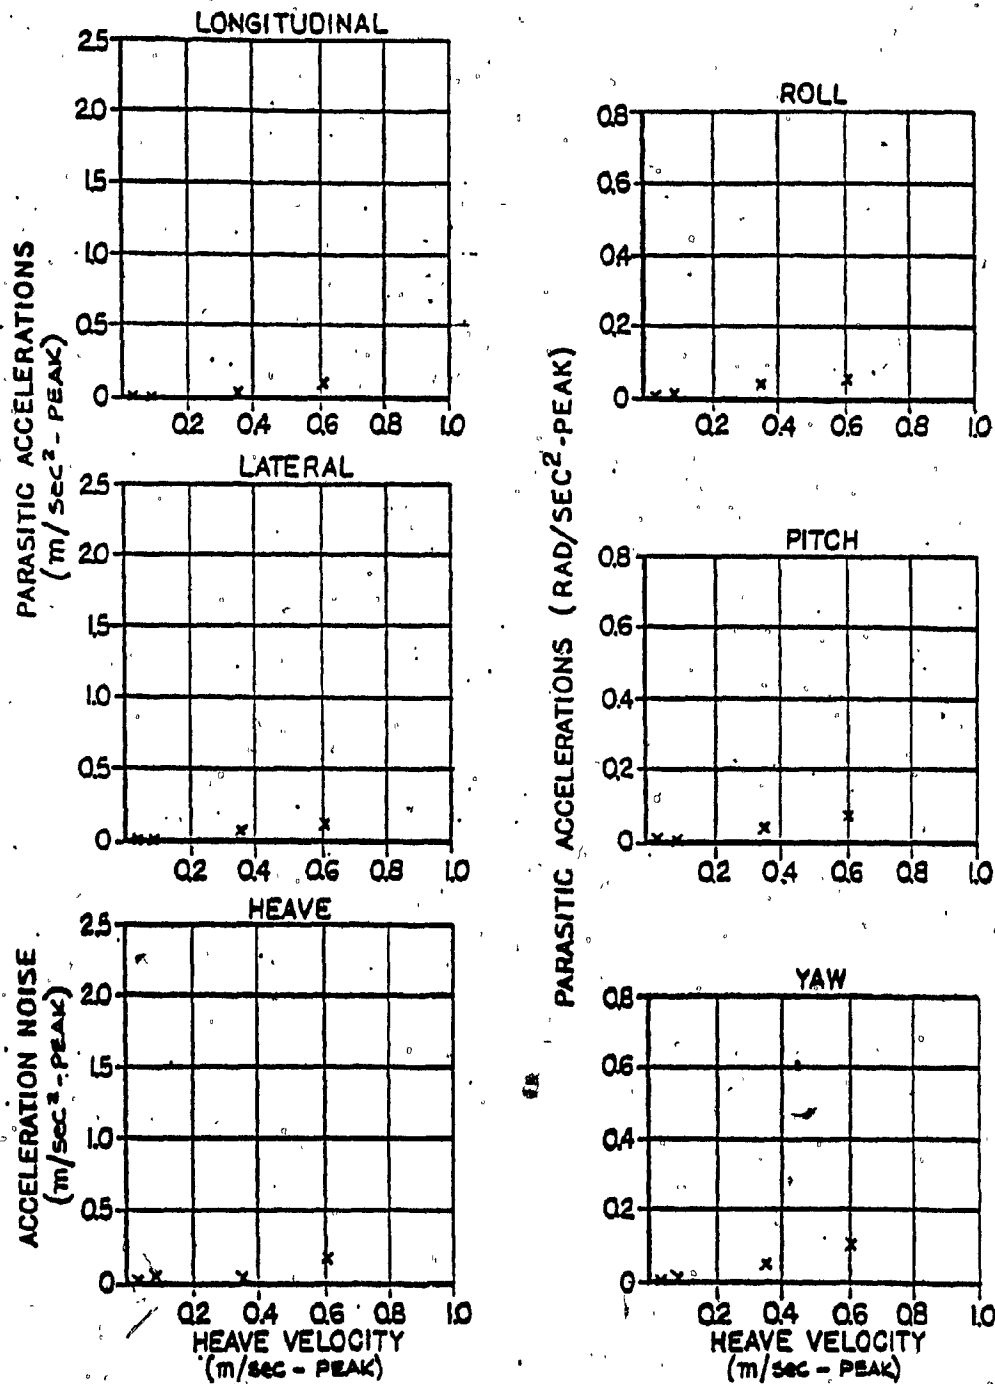 LONGITUDINAL
2.5
2.0
1.5
1.0
0.5
0
0.2 0.4 0.6 0.8 1.0
PARASITIC ACCELERATIONS
(m/sec² - PEAK)
LATERAL
2.5
2.0
1.5
1.0
0.5
0
0.2 0.4 0.6 0.8 1.0
HEAVE
2.5
2.0
1.5
1.0
0.5
0
0.2 0.4 0.6 0.8 1.0
ACCELERATION NOISE
(m/sec² - PEAK)
HEAVE VELOCITY
(m/sec - PEAK)
ROLL
0.8
0.6
0.4
0.2
0
0.2 0.4 0.6 0.8 1.0
PARASITIC ACCELERATIONS (RAD/SEC²-PEAK)
PITCH
0.8
0.6
0.4
0.2
0
0.2 0.4 0.6 0.8 1.0
YAW
0.8
0.6
0.4
0.2
0
0.2 0.4 0.6 0.8 1.0
HEAVE VELOCITY
(m/sec - PEAK)